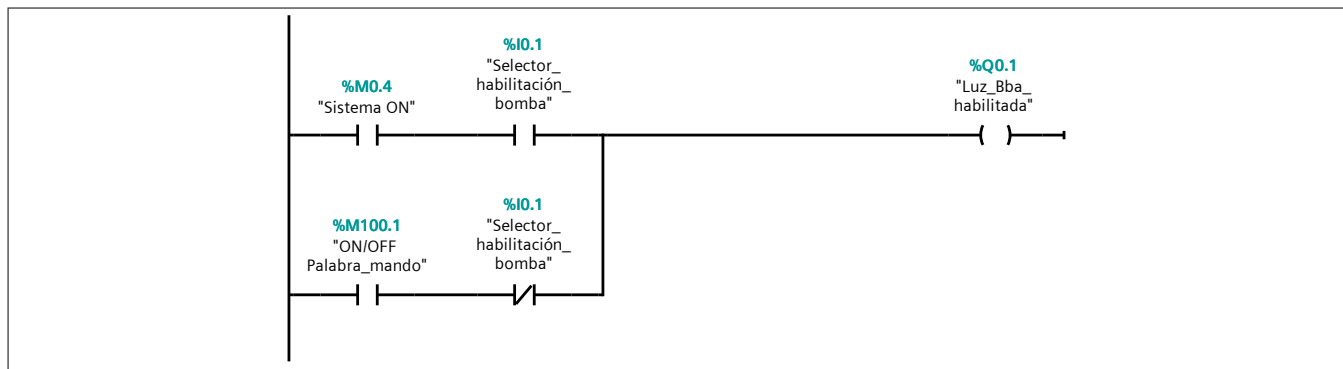 %M0.4
"Sistema ON"
%I0.1
"Selector_
habilitación_
bomba"
%Q0.1
"Luz_Bba_
habilitada"
%M100.1
"ON/OFF
Palabra_mando"
%I0.1
"Selector_
habilitación_
bomba"